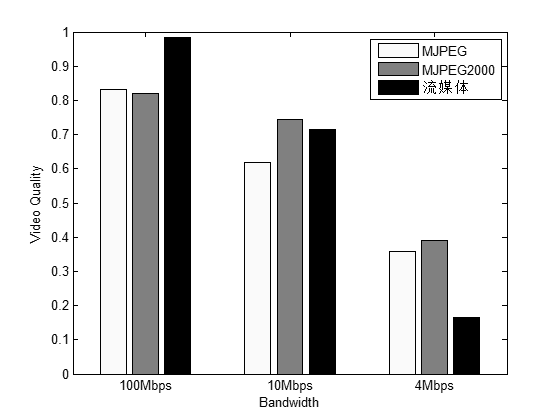 1
0.9
0.8
0.7
0.6
0.5
0.4
0.3
0.2
0.1
0
Video Quality
MJPEG
MJPEG2000
流媒体
100Mbps
10Mbps
4Mbps
Bandwidth